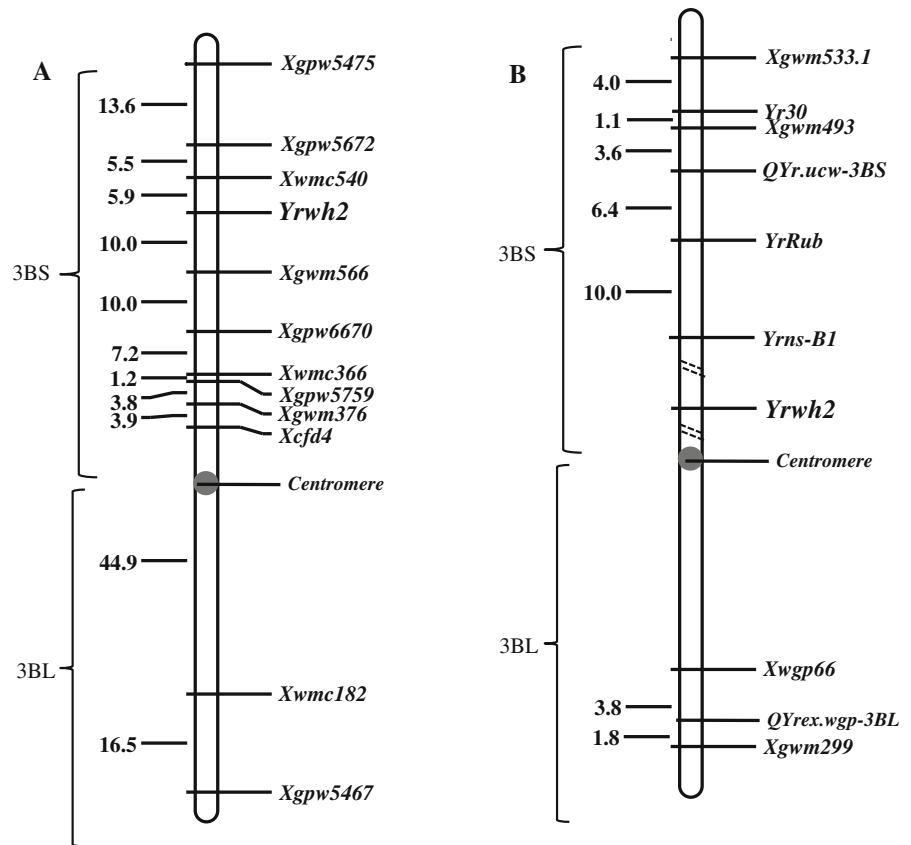 A
Xgpw5475
13.6
Xgpw5672
5.5
Xwmc540
5.9
Yrwh2
10.0
Xgwm566
10.0
Xgpw6670
7.2
Xwmc366
1.2
Xgpw5759
3.8
Xgwm376
3.9
Xcfd4
3BS
Centromere
44.9
3BL
Xwmc182
16.5
Xgpw5467
B
Xgwm533.1
4.0
Yr30
1.1
Xgwm493
3.6
QYr.ucw-3BS
6.4
YrRub
3BS
10.0
Yrns-B1
Yrwh2
Centromere
3BL
Xwgp66
3.8
QYrex.wgp-3BL
1.8
Xgwm299